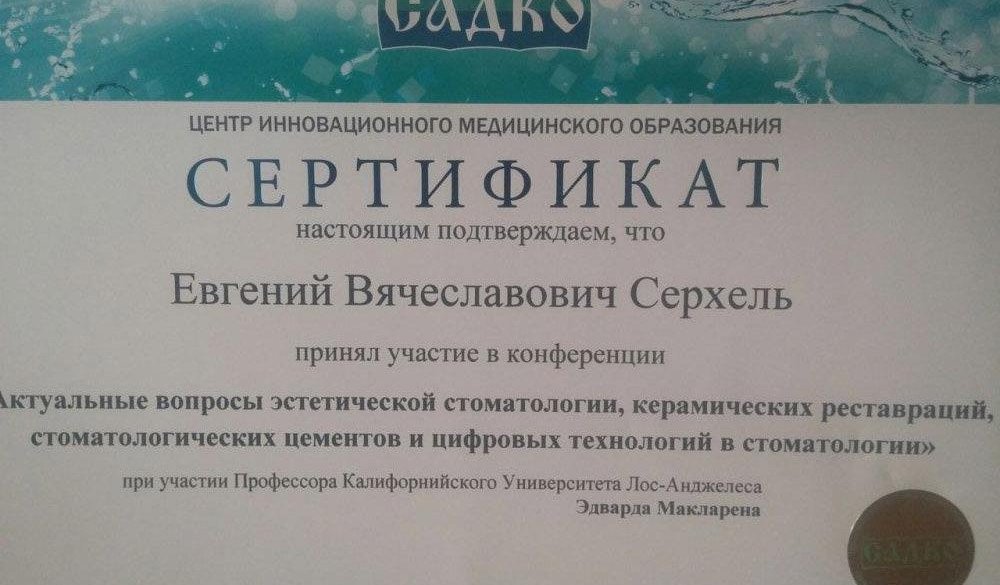 САДКО
ЦЕНТР ИННОВАЦИОННОГО МЕДИЦИНСКОГО ОБРАЗОВАНИЯ
СЕРТИФИКАТ
настоящим подтверждаем, что
Евгений Вячеславович Серхель
принял участие в конференции
Актуальные вопросы эстетической стоматологии, керамических реставраций,
стоматологических цементов и цифровых технологий в стоматологии»
при участии Профессора Калифорнийского Университета Лос-Анджелеса
Эдварда Макларена
САДКО